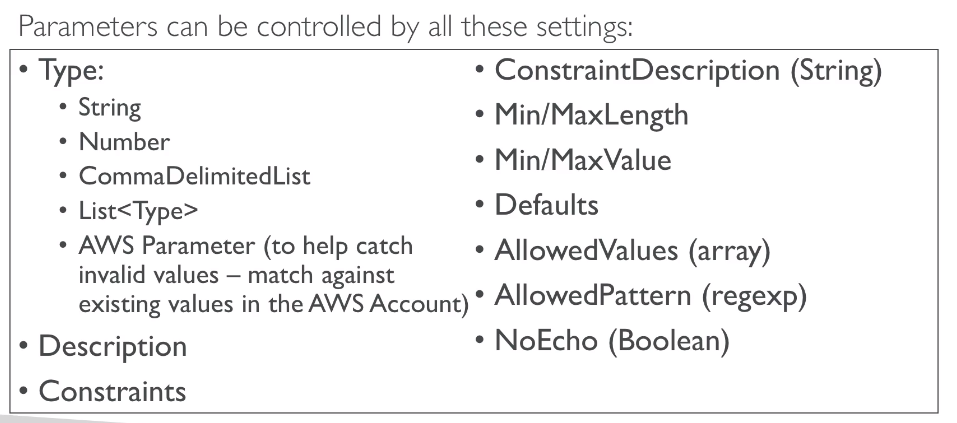 Parameters can be controlled by all these settings:
• Type:
• String
• Number
• CommaDelimitedList
• List<Type>
• AWS Parameter (to help catch
invalid values – match against
existing values in the AWS Account)
• Description
• Constraints
• ConstraintDescription (String)
• Min/MaxLength
• Min/MaxValue
• Defaults
• AllowedValues (array)
• AllowedPattern (regexp)
• NoEcho (Boolean)